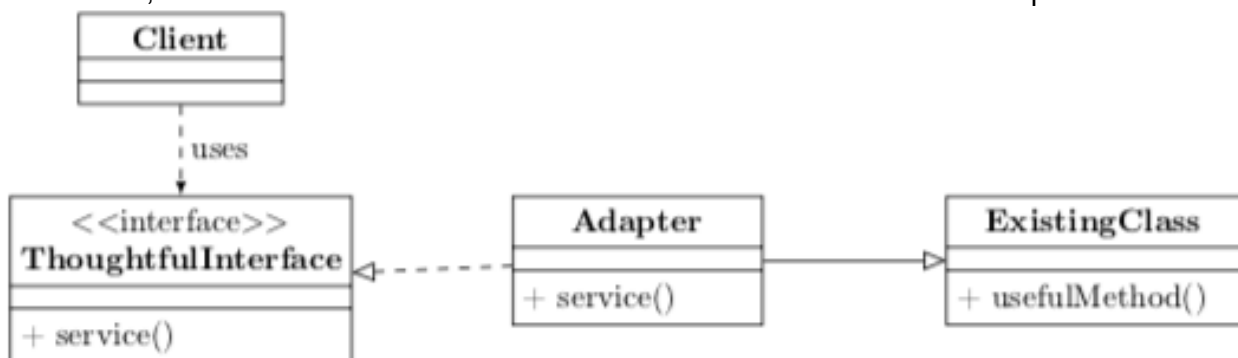 Client
uses
<<interface>>
ThoughtfulInterface
+ service()
Adapter
+ service()
ExistingClass
+ usefulMethod()